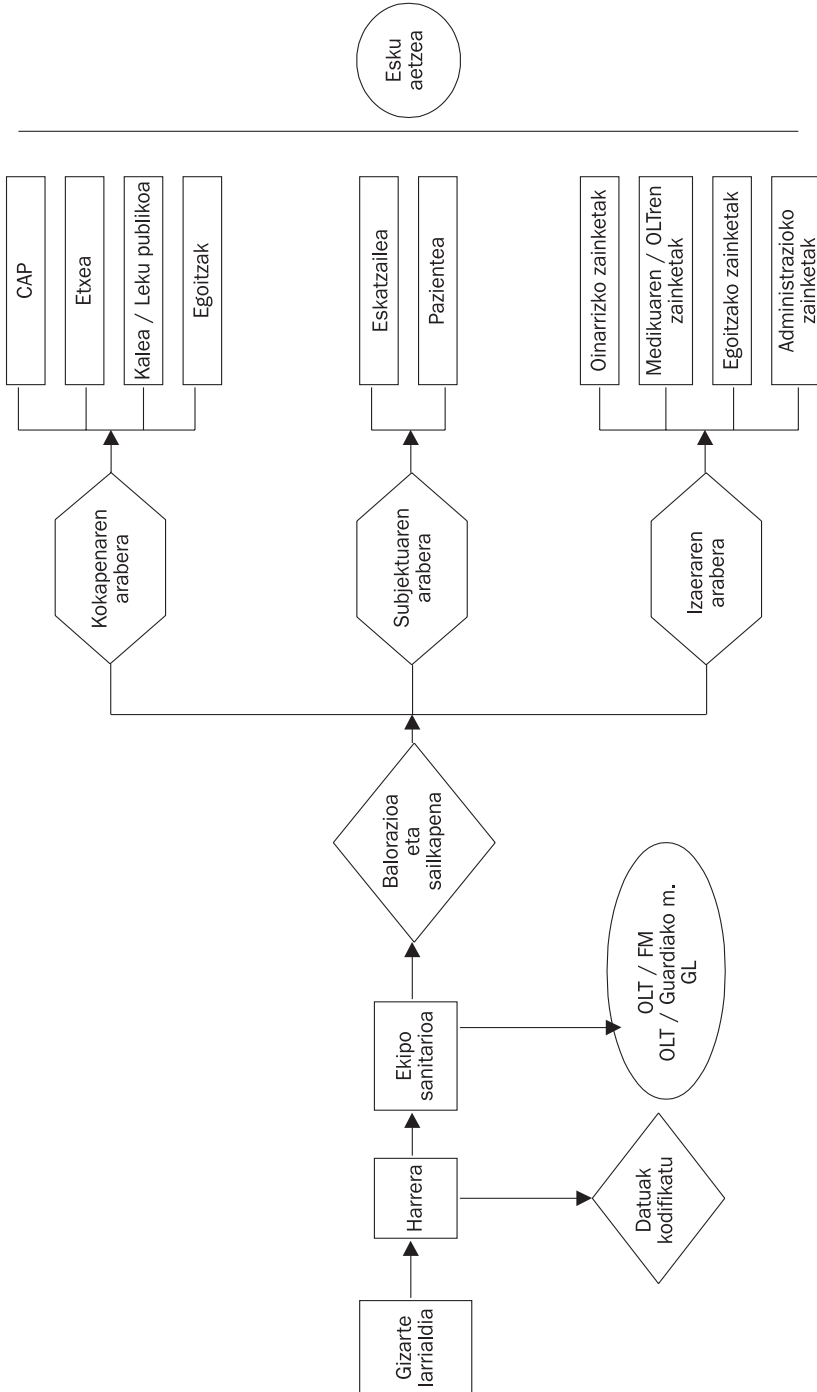 Gizarte
larrialdia
Harrera
Datuak
kodifikatu
Ekipo
sanitarioa
OLT / FM
OLT / Guardiako m.
GL
Balorazioa
eta
sailkapena
Kokapenaren
arabera
CAP
Etxea
Kalea / Leku publikoa
Egoitzak
Subjektuaren
arabera
Eskatzailea
Pazientea
Izaeraren
arabera
Oinarrizko zainketak
Medikuaren / OLTren
zainketak
Egoitzako zainketak
Administrazioko
zainketak
Esku
aetzea